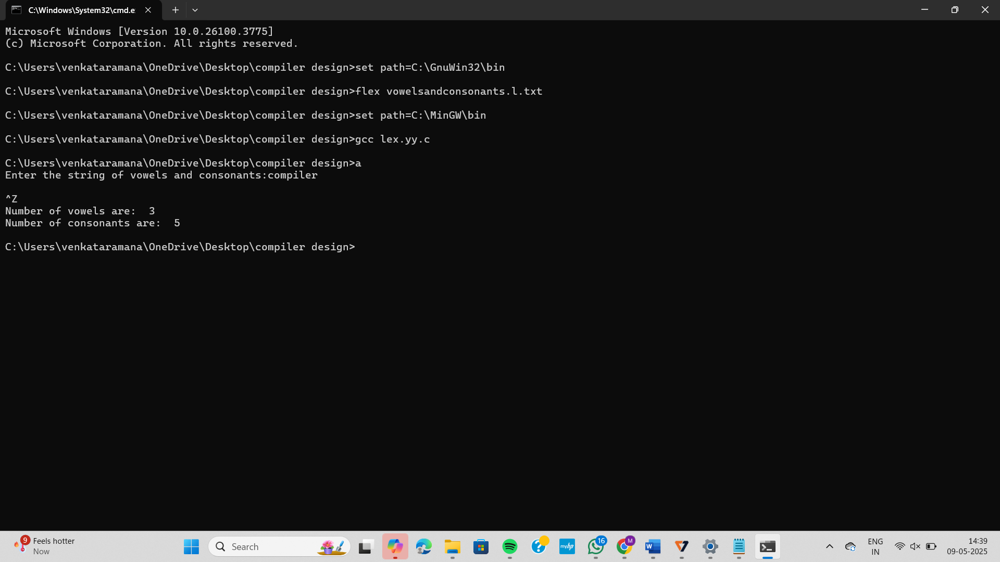 C:\Windows\System32\cmd.e
Microsoft Windows [Version 10.0.26100.3775]
(c) Microsoft Corporation. All rights reserved.
C:\Users\venkataramana\OneDrive\Desktop\compiler design>set path=C:\GnuWin32\bin
C:\Users\venkataramana\OneDrive\Desktop\compiler design>flex vowelsandconsonants.l.txt
C:\Users\venkataramana\OneDrive\Desktop\compiler design>set path=C:\MinGW\bin
C:\Users\venkataramana\OneDrive\Desktop\compiler design>gcc lex.yy.c
C:\Users\venkataramana\OneDrive\Desktop\compiler design>a
Enter the string of vowels and consonants:compiler
^Z
Number of vowels are:  3
Number of consonants are:  5
C:\Users\venkataramana\OneDrive\Desktop\compiler design>
9
Feels hotter
Now
Search
myhp
16
M
W
ENG
IN
14:39
09-05-2025